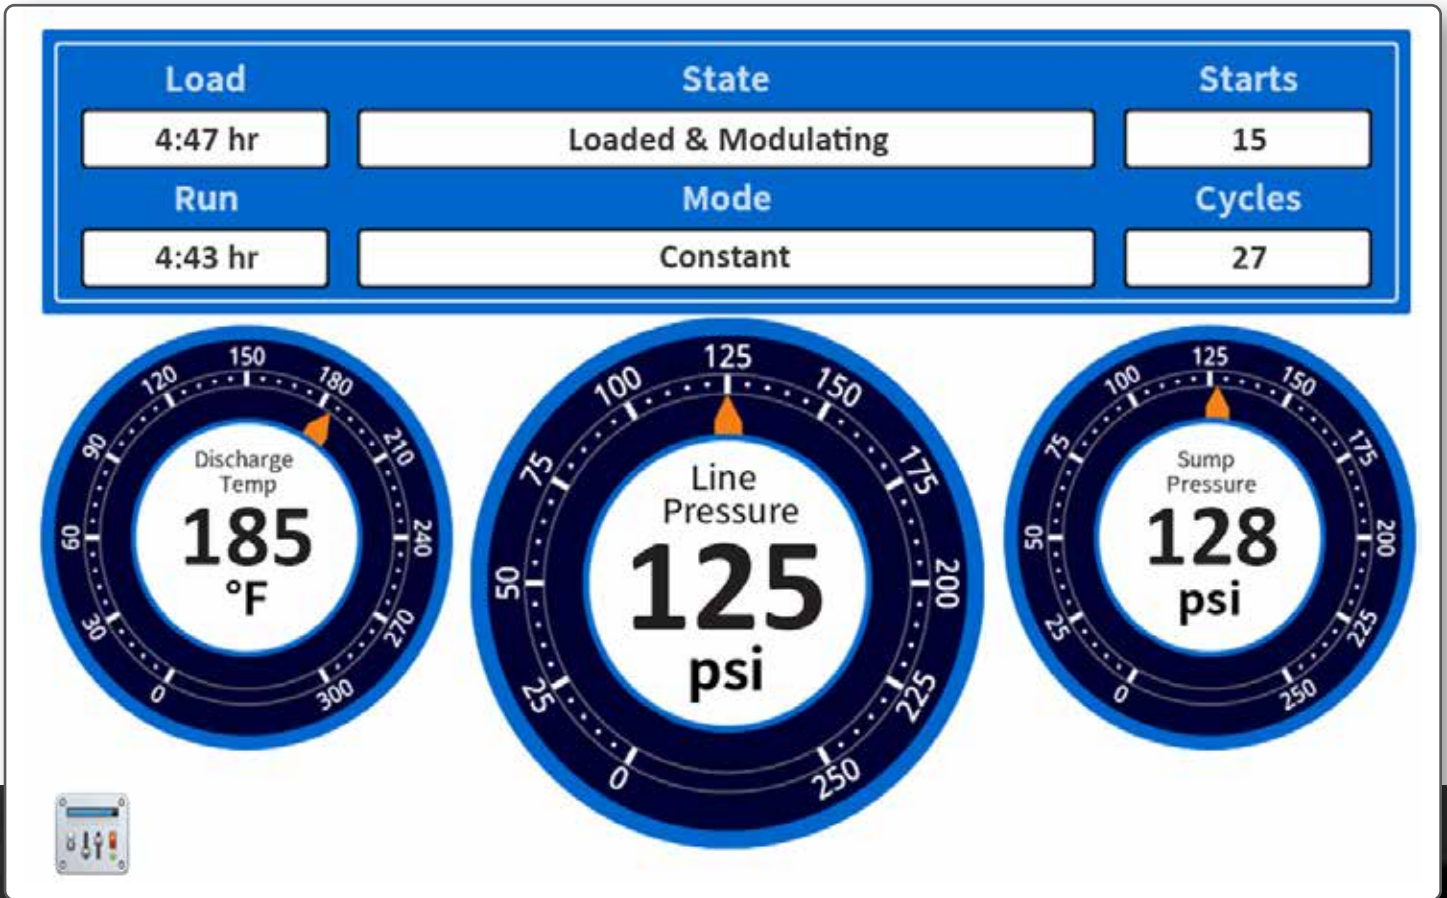 Load State Starts
4:47 hr Loaded & Modulating 15
Run Mode Cycles
4:43 hr Constant 27
0 30 60 90 120 150 180 210 240 270 300
Discharge
Temp
185
°F
0 25 50 75 100 125 150 175 200 225 250
Line
Pressure
125
psi
0 25 50 75 100 125 150 175 200 225 250
Sump
Pressure
128
psi